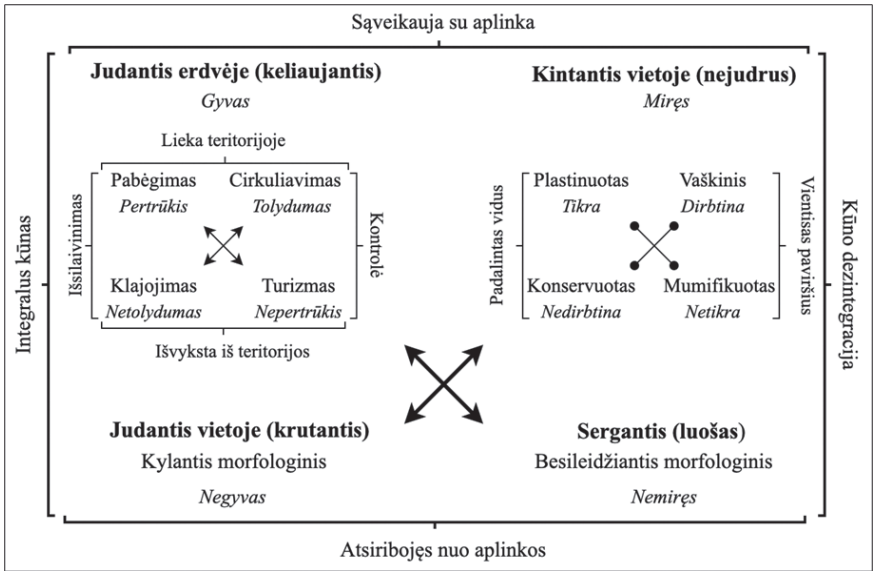 Sąveikauja su aplinka
Judantis erdvėje (keliaujantis)
Gyvas
Kintantis vietoje (nejudrus)
Miręs
Integralus kūnas
Lieka teritorijoje
Išsilaivinimas
Pabėgimas
Pertrūkis
Cirkuliavimas
Tolydumas
Klajojimas
Netolydumas
Turizmas
Nepertrūkis
Kontrolė
Išvyksta iš teritorijos
Padalintas vidus
Plastinuotas
Tikra
Vaškinis
Dirbtina
Konservuotas
Nedirbtina
Mumifikuotas
Netikra
Vientisas paviršius
Kūno dezintegracija
Judantis vietoje (krutantis)
Kylantis morfologinis
Negyvas
Sergantis (luošas)
Besileidžiantis morfologinis
Nemiręs
Atsiribojęs nuo aplinkos